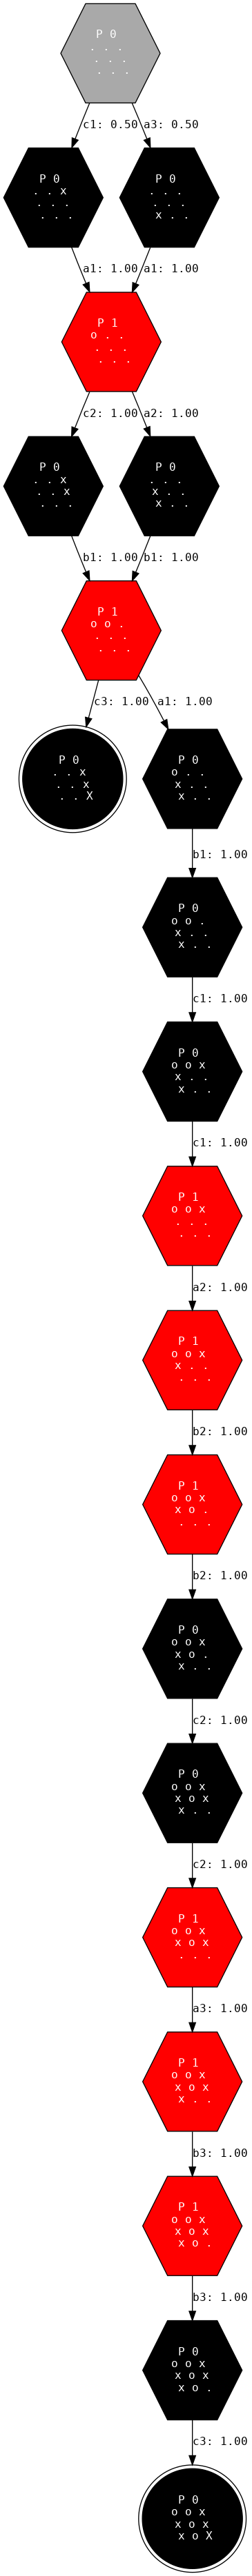 P 0
. . .
. . .
. . .
c1: 0.50
a3: 0.50
P 0
. . x
. . .
. . .
P 0
. . .
. . .
x . .
a1: 1.00
a1: 1.00
P 1
o . .
. . .
. . .
c2: 1.00
a2: 1.00
P 0
. . x
. . x
. . .
P 0
. . .
x . .
x . .
b1: 1.00
b1: 1.00
P 1
o o .
. . .
. . .
c3: 1.00
a1: 1.00
P 0
. . x
. . x
. . X
P 0
o . .
x . .
x . .
b1: 1.00
P 0
o o .
x . .
x . .
c1: 1.00
P 0
o o x
x . .
x . .
c1: 1.00
P 1
o o x
. . .
. . .
a2: 1.00
P 1
o o x
x . .
. . .
b2: 1.00
P 1
o o x
x o .
. . .
b2: 1.00
P 0
o o x
x o .
x . .
c2: 1.00
P 0
o o x
x o x
x . .
c2: 1.00
P 1
o o x
x o x
. . .
a3: 1.00
P 1
o o x
x o x
x . .
b3: 1.00
P 1
o o x
x o x
x o .
b3: 1.00
P 0
o o x
x o x
x o .
c3: 1.00
P 0
o o x
x o x
x o X